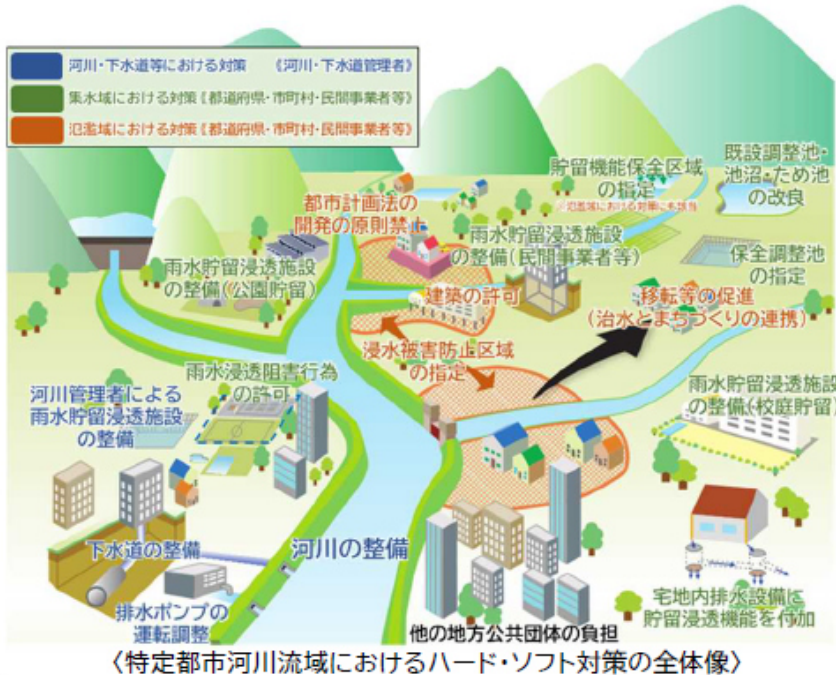 河川・下水道等における対策 《河川・下水道管理者》
集水域における対策《都道府県・市町村・民間事業者等》
氾濫域における対策《都道府県・市町村・民間事業者等》
貯留機能保全区域
の指定
※氾濫域における対策にも該当
既設調整池・
池沼・ため池
の改良
都市計画法の
開発の原則禁止
雨水貯留浸透施設
の整備(民間事業者等)
保全調整池
の指定
雨水貯留浸透施設
の整備(公園貯留)
建築の許可
移転等の促進
(治水とまちづくりの連携)
浸水被害防止区域
の指定
雨水浸透阻害行為
の許可
河川管理者による
雨水貯留浸透施設
の整備
雨水貯留浸透施設
の整備(校庭貯留)
下水道の整備
河川の整備
排水ポンプの
運転調整
宅地内排水設備に
貯留浸透機能を付加
他の地方公共団体の負担
〈特定都市河川流域におけるハード・ソフト対策の全体像〉